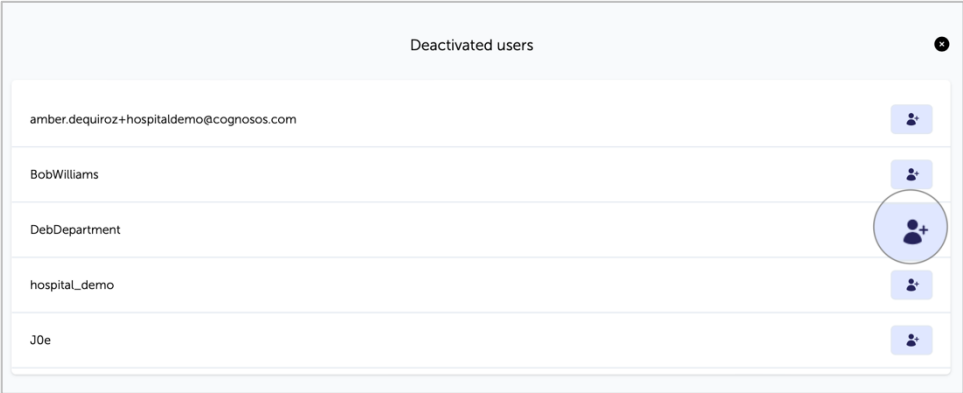 Deactivated users
amber.dequiroz+hospitaldemo@cognosos.com
BobWilliams
DebDepartment
hospital_demo
J0e